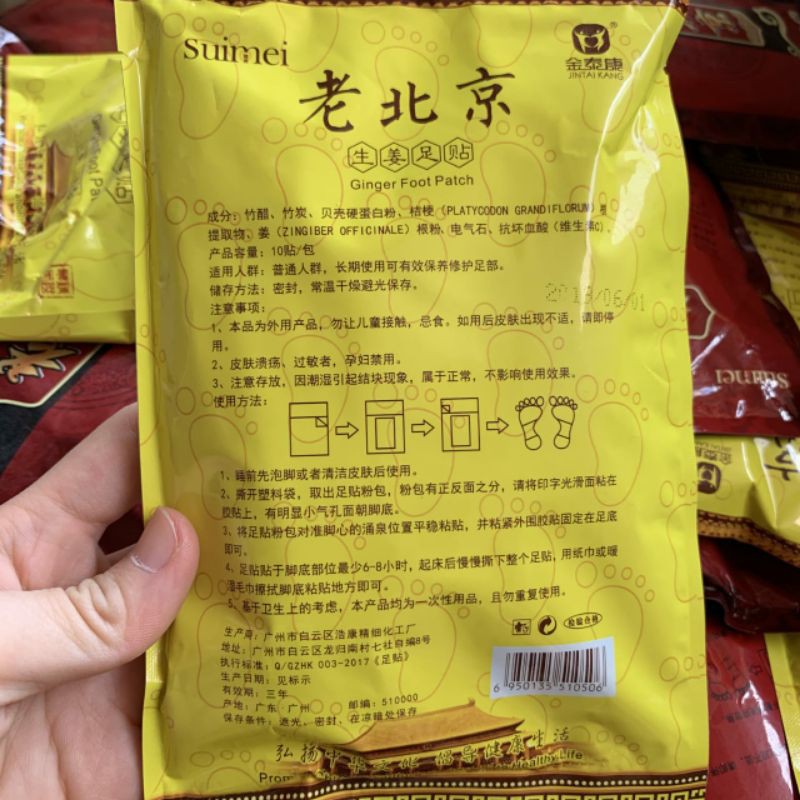 Suimei
金泰康®
JINTAI KANG
老北京
生姜足贴
Ginger Foot Patch
成分：竹醋、竹炭、贝壳硬蛋白粉、桔梗（PLATYCODON GRANDIFLORUM）根
提取物、姜（ZINGIBER OFFICINALE）根粉、电气石、抗坏血酸（维生素C）、
产品容量：10贴/包
适用人群：普通人群，长期使用可有效保养修护足部。
储存方法：密封，常温干燥避光保存。
2018/06/01
注意事项：
1、本品为外用产品，勿让儿童接触，忌食。如用后皮肤出现不适，请即停
用。
2、皮肤溃疡、过敏者，孕妇禁用。
3、注意存放，因潮湿引起结块现象，属于正常，不影响使用效果。
使用方法：
1、睡前先泡脚或者清洁皮肤后使用。
2、撕开塑料袋，取出足贴粉包，粉包有正反面之分，请将印字光滑面粘在
胶贴上，有明显小气孔面朝脚底。
3、将足贴粉包对准脚心的涌泉位置平稳粘贴，并粘紧外围胶贴固定在足底
即可。
4、足贴贴于脚底部位最少6-8小时，起床后慢慢撕下整个足贴，用纸巾或暖
湿毛巾擦拭脚底粘贴地方即可。
5、基于卫生上的考虑，本产品均为一次性用品，且勿重复使用。
生产商：广州市白云区浩康精细化工厂
地址：广州市白云区龙归南村七社自编8号
执行标准：Q/GZHK 003-2017《足贴》
生产日期：见标示
有效期：三年
产地：广东·广州 邮编：510000
保存条件：遮光、密封、在凉暗处保存
检验合格
6 950135 510506
弘扬中华文化 倡导健康生活
Healthy Life
Suimei